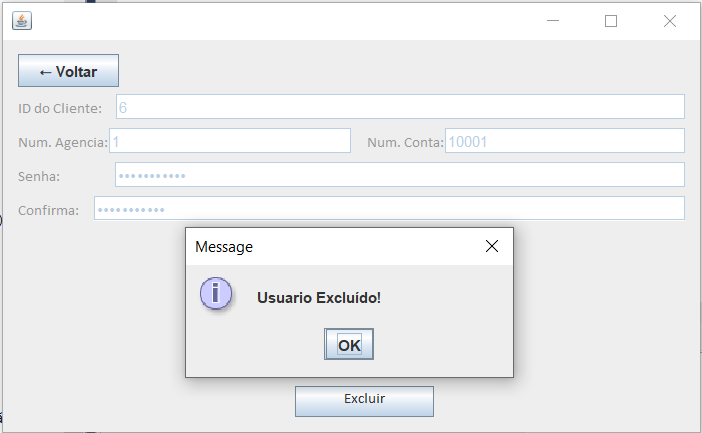 ← Voltar
ID do Cliente: 6
Num. Agencia: 1 Num. Conta: 10001
Senha: •••••••••••
Confirma: •••••••••••
Message
Usuario Excluído!
OK
Excluir